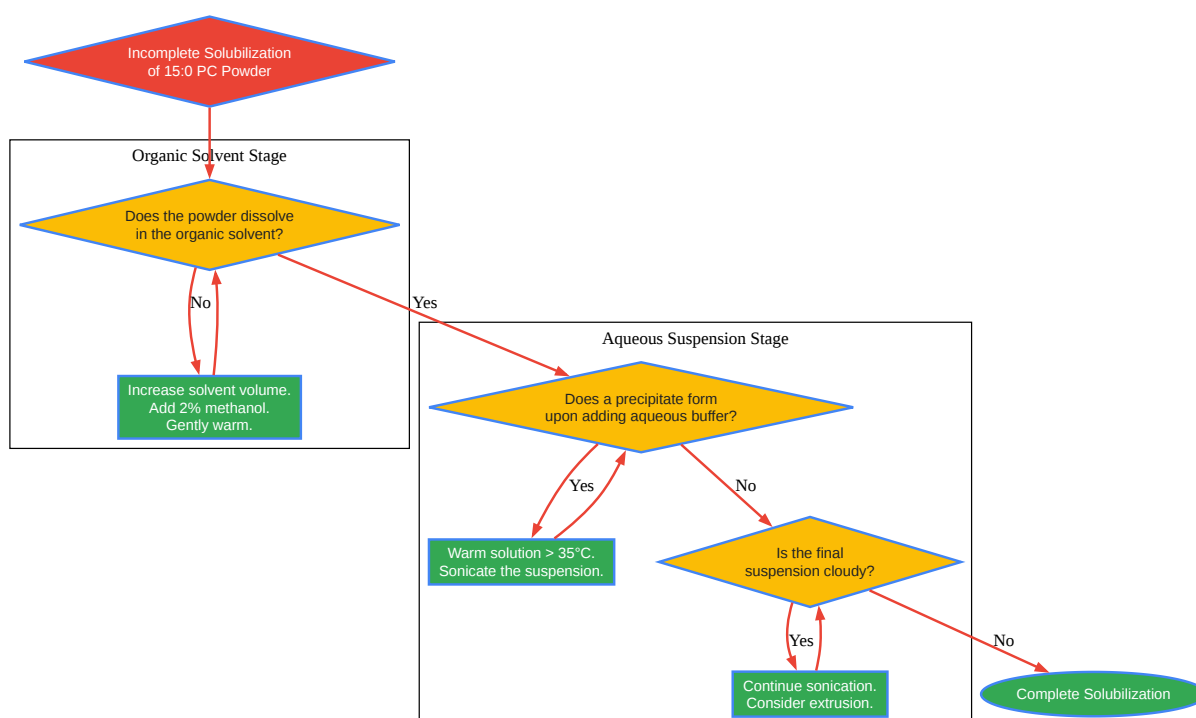 Incomplete Solubilization
of 15:0 PC Powder
Organic Solvent Stage
Does the powder dissolve
in the organic solvent?
No
Yes
Increase solvent volume.
Add 2% methanol.
Gently warm.
Aqueous Suspension Stage
Does a precipitate form
upon adding aqueous buffer?
Yes
No
Warm solution > 35°C.
Sonicate the suspension.
Is the final
suspension cloudy?
Yes
No
Continue sonication.
Consider extrusion.
Complete Solubilization